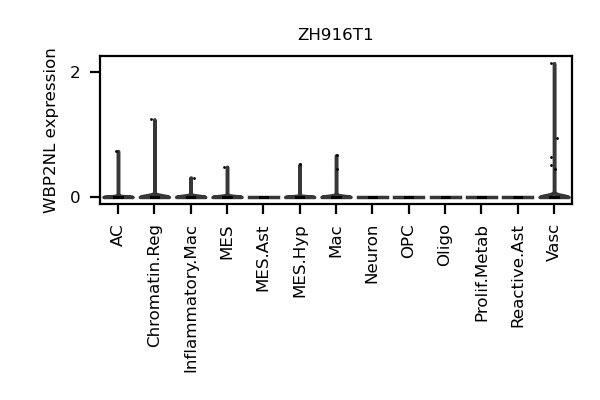 ZH916T1
WBP2NL expression
2
0
AC
Chromatin.Reg
Inflammatory.Mac
MES
MES.Ast
MES.Hyp
Mac
Neuron
OPC
Oligo
Prolif.Metab
Reactive.Ast
Vasc